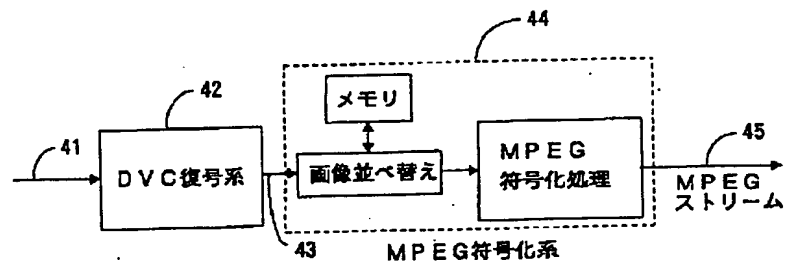 44
42
メモリ
41
DVC復号系
画像並べ替え
MPEG
符号化処理
45
MPEG
ストリーム
43
MPEG符号化系